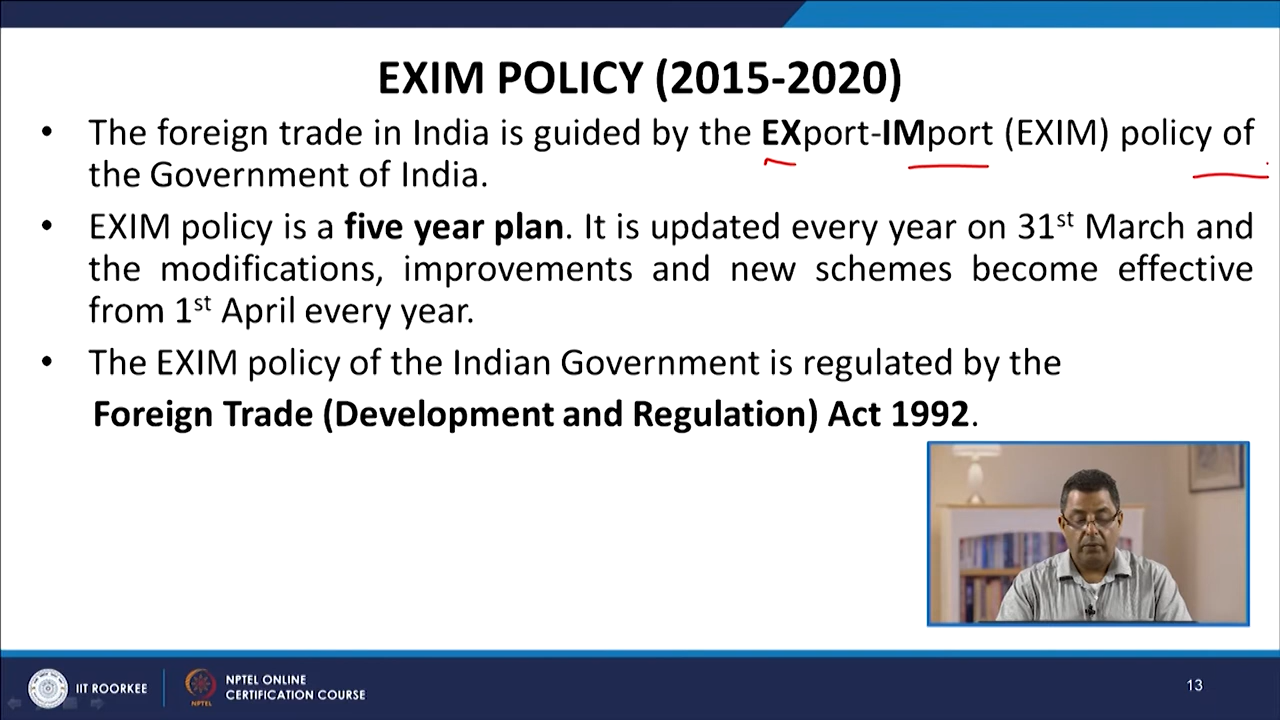 EXIM POLICY (2015-2020)
• The foreign trade in India is guided by the EXport-IMport (EXIM) policy of
the Government of India.
• EXIM policy is a five year plan. It is updated every year on 31st March and
the modifications, improvements and new schemes become effective
from 1st April every year.
• The EXIM policy of the Indian Government is regulated by the
Foreign Trade (Development and Regulation) Act 1992.
IIT ROORKEE
NPTEL
NPTEL ONLINE
CERTIFICATION COURSE
13